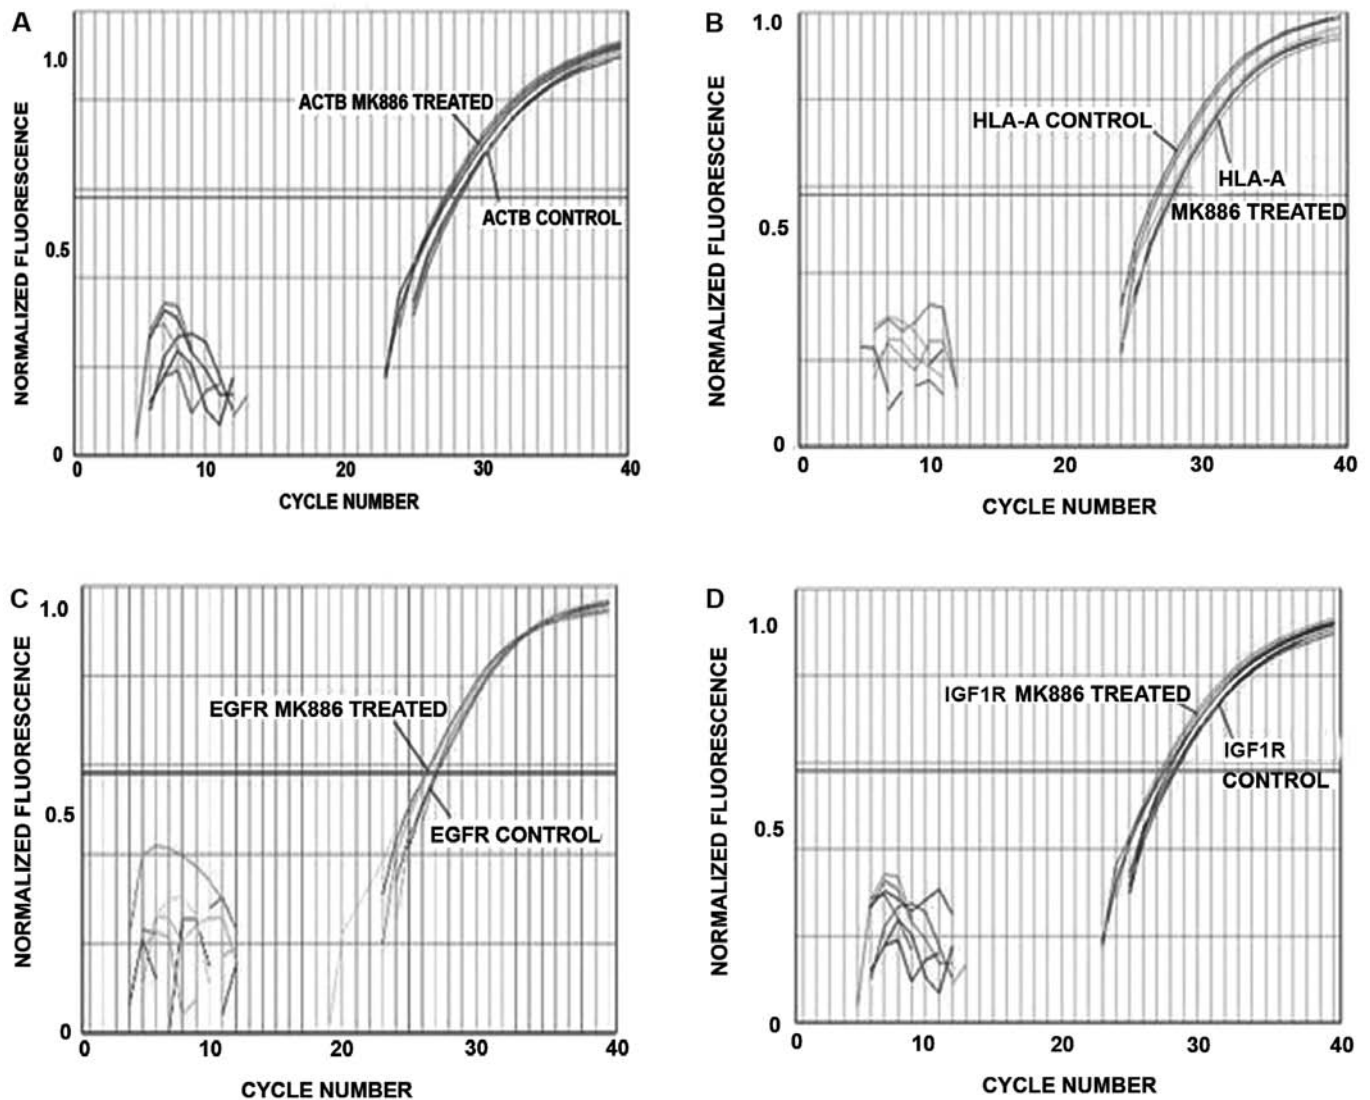 A
NORMALIZED FLUORESCENCE
1.0
0.5
0
ACTB MK886 TREATED
ACTB CONTROL
0 10 20 30 40
CYCLE NUMBER
B
NORMALIZED FLUORESCENCE
1.0
0.5
0
HLA-A CONTROL
HLA-A
MK886 TREATED
0 10 20 30 40
CYCLE NUMBER
C
NORMALIZED FLUORESCENCE
1.0
0.5
0
EGFR MK886 TREATED
EGFR CONTROL
0 10 20 30 40
CYCLE NUMBER
D
NORMALIZED FLUORESCENCE
1.0
0.5
0
IGF1R MK886 TREATED
IGF1R
CONTROL
0 10 20 30 40
CYCLE NUMBER